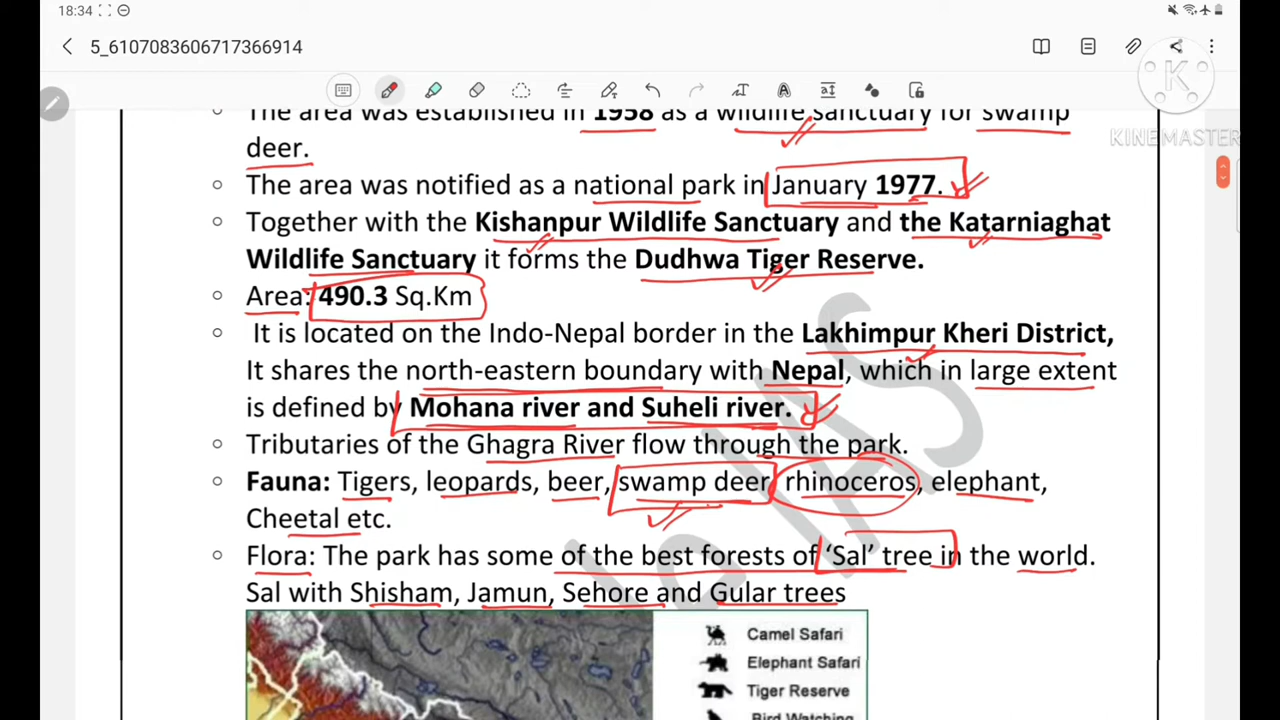 18:34
5_6107083606717366914
K
KINEMASTER
The area was established in 1958 as a wildlife sanctuary for swamp
deer.
The area was notified as a national park in January 1977.
Together with the Kishanpur Wildlife Sanctuary and the Katarniaghat
Wildlife Sanctuary it forms the Dudhwa Tiger Reserve.
Area: 490.3 Sq.Km
It is located on the Indo-Nepal border in the Lakhimpur Kheri District,
It shares the north-eastern boundary with Nepal, which in large extent
is defined by Mohana river and Suheli river.
Tributaries of the Ghagra River flow through the park.
Fauna: Tigers, leopards, beer, swamp deer, rhinoceros, elephant,
Cheetal etc.
Flora: The park has some of the best forests of ‘Sal’ tree in the world.
Sal with Shisham, Jamun, Sehore and Gular trees
Camel Safari
Elephant Safari
Tiger Reserve
Bird Watching
IAS